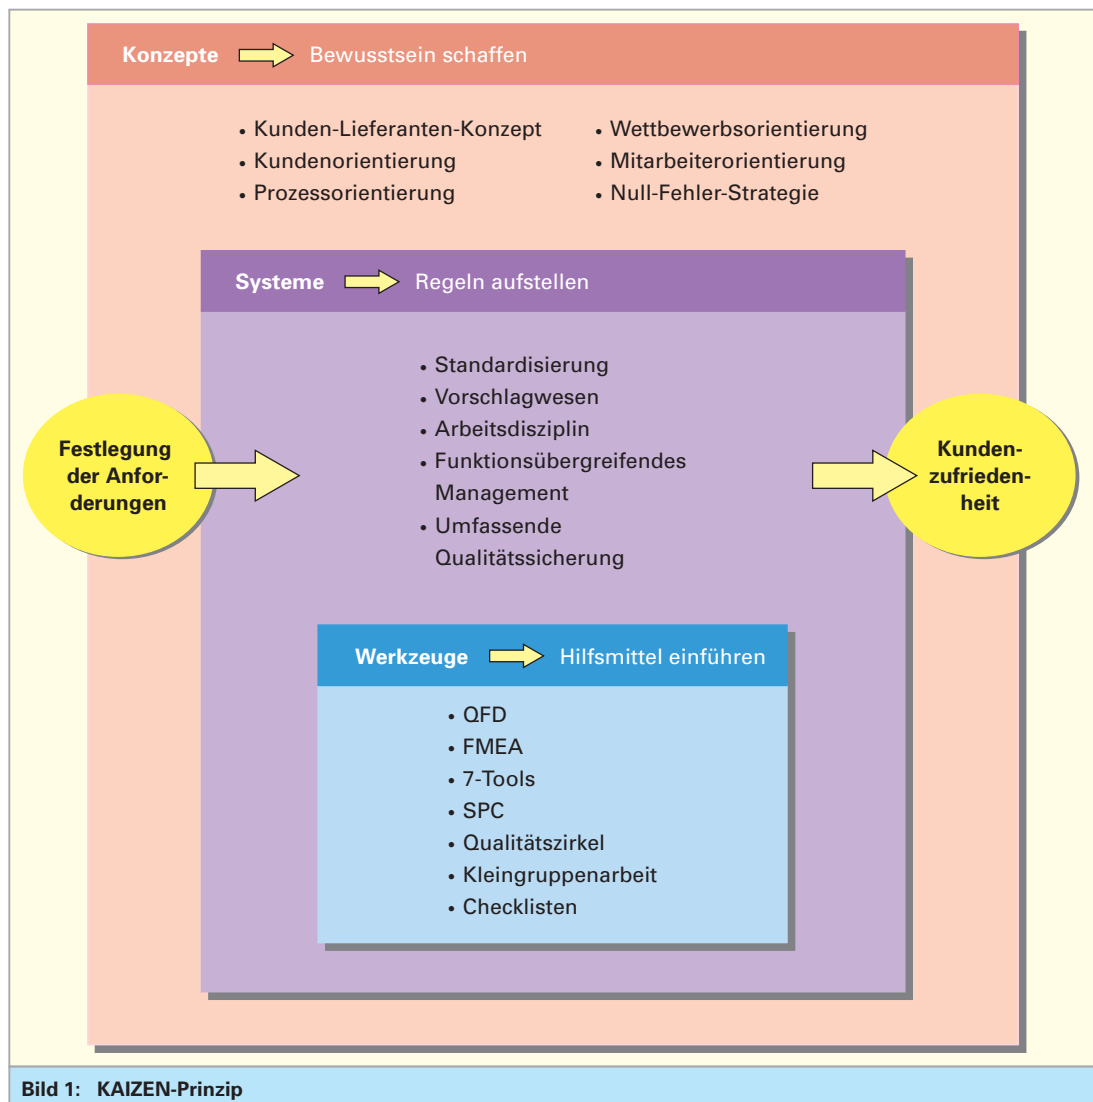 Konzepte Bewusstsein schaffen
• Kunden-Lieferanten-Konzept
• Kundenorientierung
• Prozessorientierung
• Wettbewerbsorientierung
• Mitarbeiterorientierung
• Null-Fehler-Strategie
Systeme Regeln aufstellen
• Standardisierung
• Vorschlagwesen
• Arbeitsdisziplin
• Funktionsübergreifendes
Management
• Umfassende
Qualitätssicherung
Festlegung
der Anfor-
derungen
Kunden-
zufrieden-
heit
Werkzeuge Hilfsmittel einführen
• QFD
• FMEA
• 7-Tools
• SPC
• Qualitätszirkel
• Kleingruppenarbeit
• Checklisten
Bild 1: KAIZEN-Prinzip